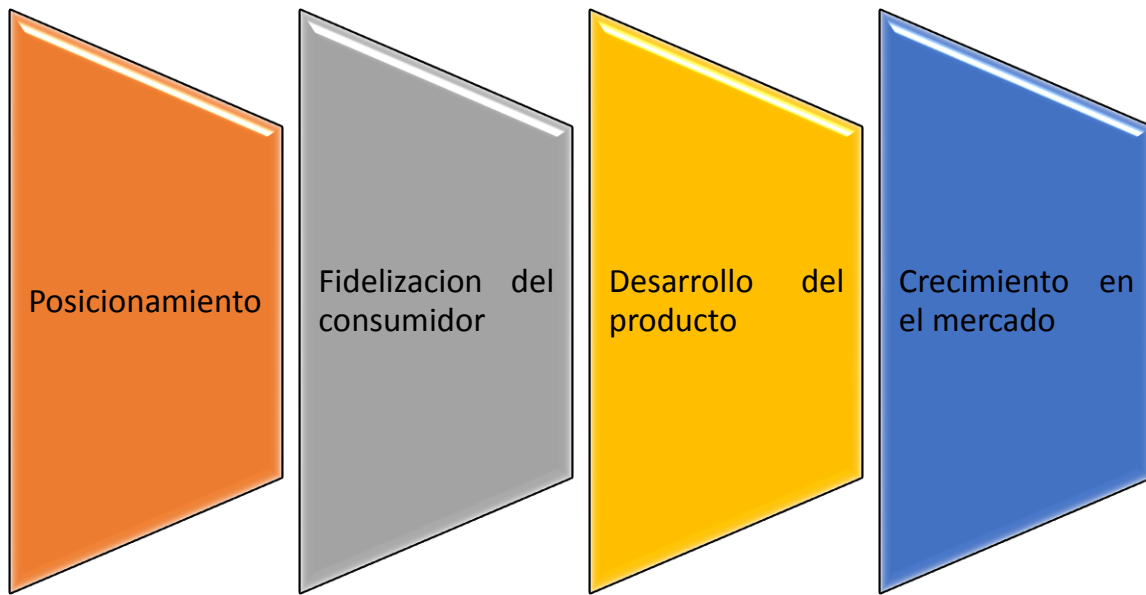 Posicionamiento
Fidelizacion del
consumidor
Desarrollo del
producto
Crecimiento en
el mercado